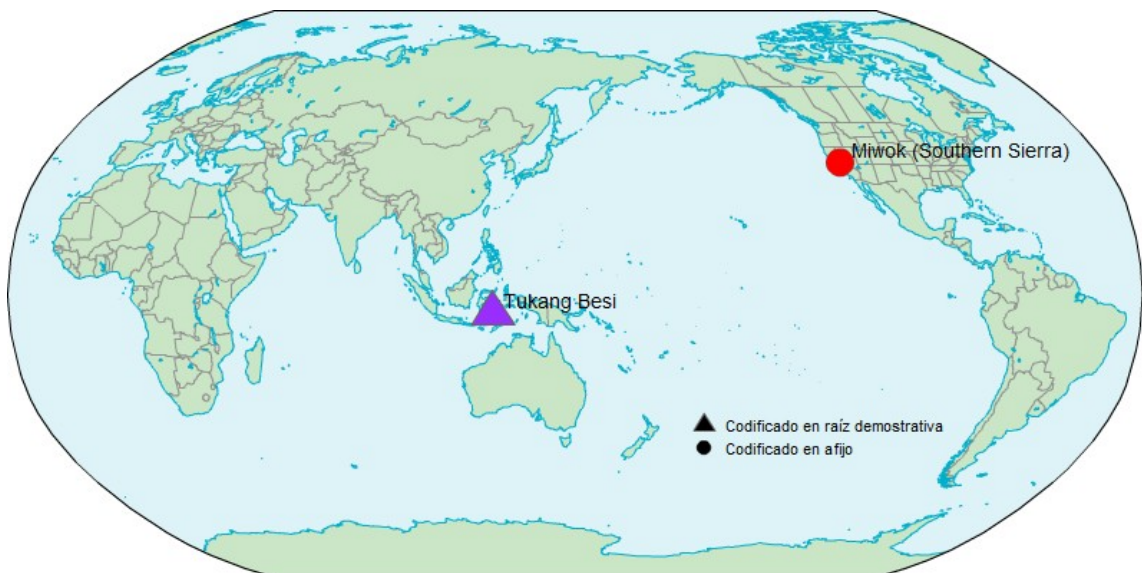 Miwok (Southern Sierra)
Tukang Besi
Codificado en raíz demostrativa
Codificado en afijo